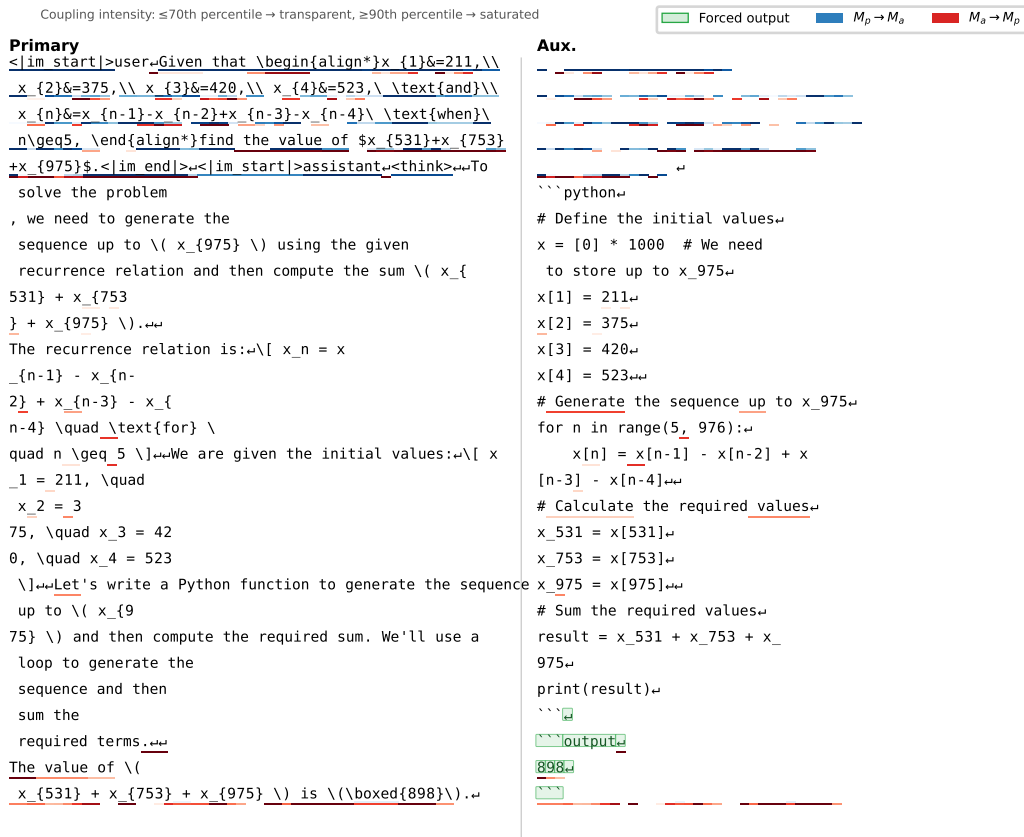 Coupling intensity: ≤70th percentile → transparent, ≥90th percentile → saturated
Forced output
Mp → Ma
Ma → Mp
Primary
<|im_start|>user↵Given that \begin{align*}x_{1}&=211,\\
x_{2}&=375,\\ x_{3}&=420,\\ x_{4}&=523,\ \text{and}\\
x_{n}&=x_{n-1}-x_{n-2}+x_{n-3}-x_{n-4}\ \text{when}\
n\geq5, \end{align*}find the value of $x_{531}+x_{753}
+x_{975}$.<|im_end|>↵<|im_start|>assistant↵<think>↵↵To
solve the problem
, we need to generate the
sequence up to \( x_{975} \) using the given
recurrence relation and then compute the sum \( x_{
531} + x_{753
} + x_{975} \).↵↵
The recurrence relation is:↵\[ x_n = x
_{n-1} - x_{n-
2} + x_{n-3} - x_{
n-4} \quad \text{for} \
quad n \geq 5 \]↵↵We are given the initial values:↵\[ x
_1 = 211, \quad
x_2 = 3
75, \quad x_3 = 42
0, \quad x_4 = 523
\]↵↵Let's write a Python function to generate the sequence
up to \( x_{9
75} \) and then compute the required sum. We'll use a
loop to generate the
sequence and then
sum the
required terms.↵↵
The value of \(
x_{531} + x_{753} + x_{975} \) is \(\boxed{898}\).↵
Aux.
↵
```python↵
# Define the initial values↵
x = [0] * 1000  # We need
to store up to x_975↵
x[1] = 211↵
x[2] = 375↵
x[3] = 420↵
x[4] = 523↵↵
# Generate the sequence up to x_975↵
for n in range(5, 976):↵
    x[n] = x[n-1] - x[n-2] + x
[n-3] - x[n-4]↵↵
# Calculate the required values↵
x_531 = x[531]↵
x_753 = x[753]↵
x_975 = x[975]↵↵
# Sum the required values↵
result = x_531 + x_753 + x_
975↵
print(result)↵
```↵
```output↵
898↵
```